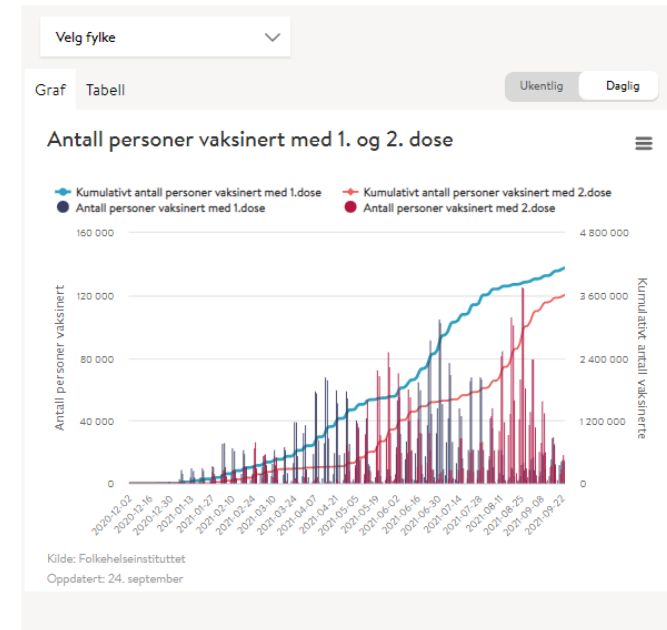 Velg fylke
Graf Tabell
Ukentlig Daglig
Antall personer vaksinert med 1. og 2. dose
Kumulativt antall personer vaksinert med 1.dose Kumulativt antall personer vaksinert med 2.dose
Antall personer vaksinert med 1.dose Antall personer vaksinert med 2.dose
160 000 4 800 000
120 000 3 600 000
80 000 2 400 000
40 000 1 200 000
0 0
Antall personer vaksinert
Kumulativt antall vaksinerte
2020-12-02 2020-12-16 2020-12-30 2021-01-13 2021-01-27 2021-02-10 2021-02-24 2021-03-10 2021-03-24 2021-04-07 2021-04-21 2021-05-05 2021-05-19 2021-06-02 2021-06-16 2021-06-30 2021-07-14 2021-07-28 2021-08-11 2021-08-25 2021-09-08 2021-09-22
Kilde: Folkehelseinstituttet
Oppdatert: 24. september